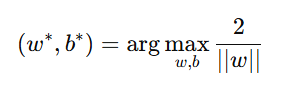 (w*, b*) = arg max_{w,b} 2/||w||